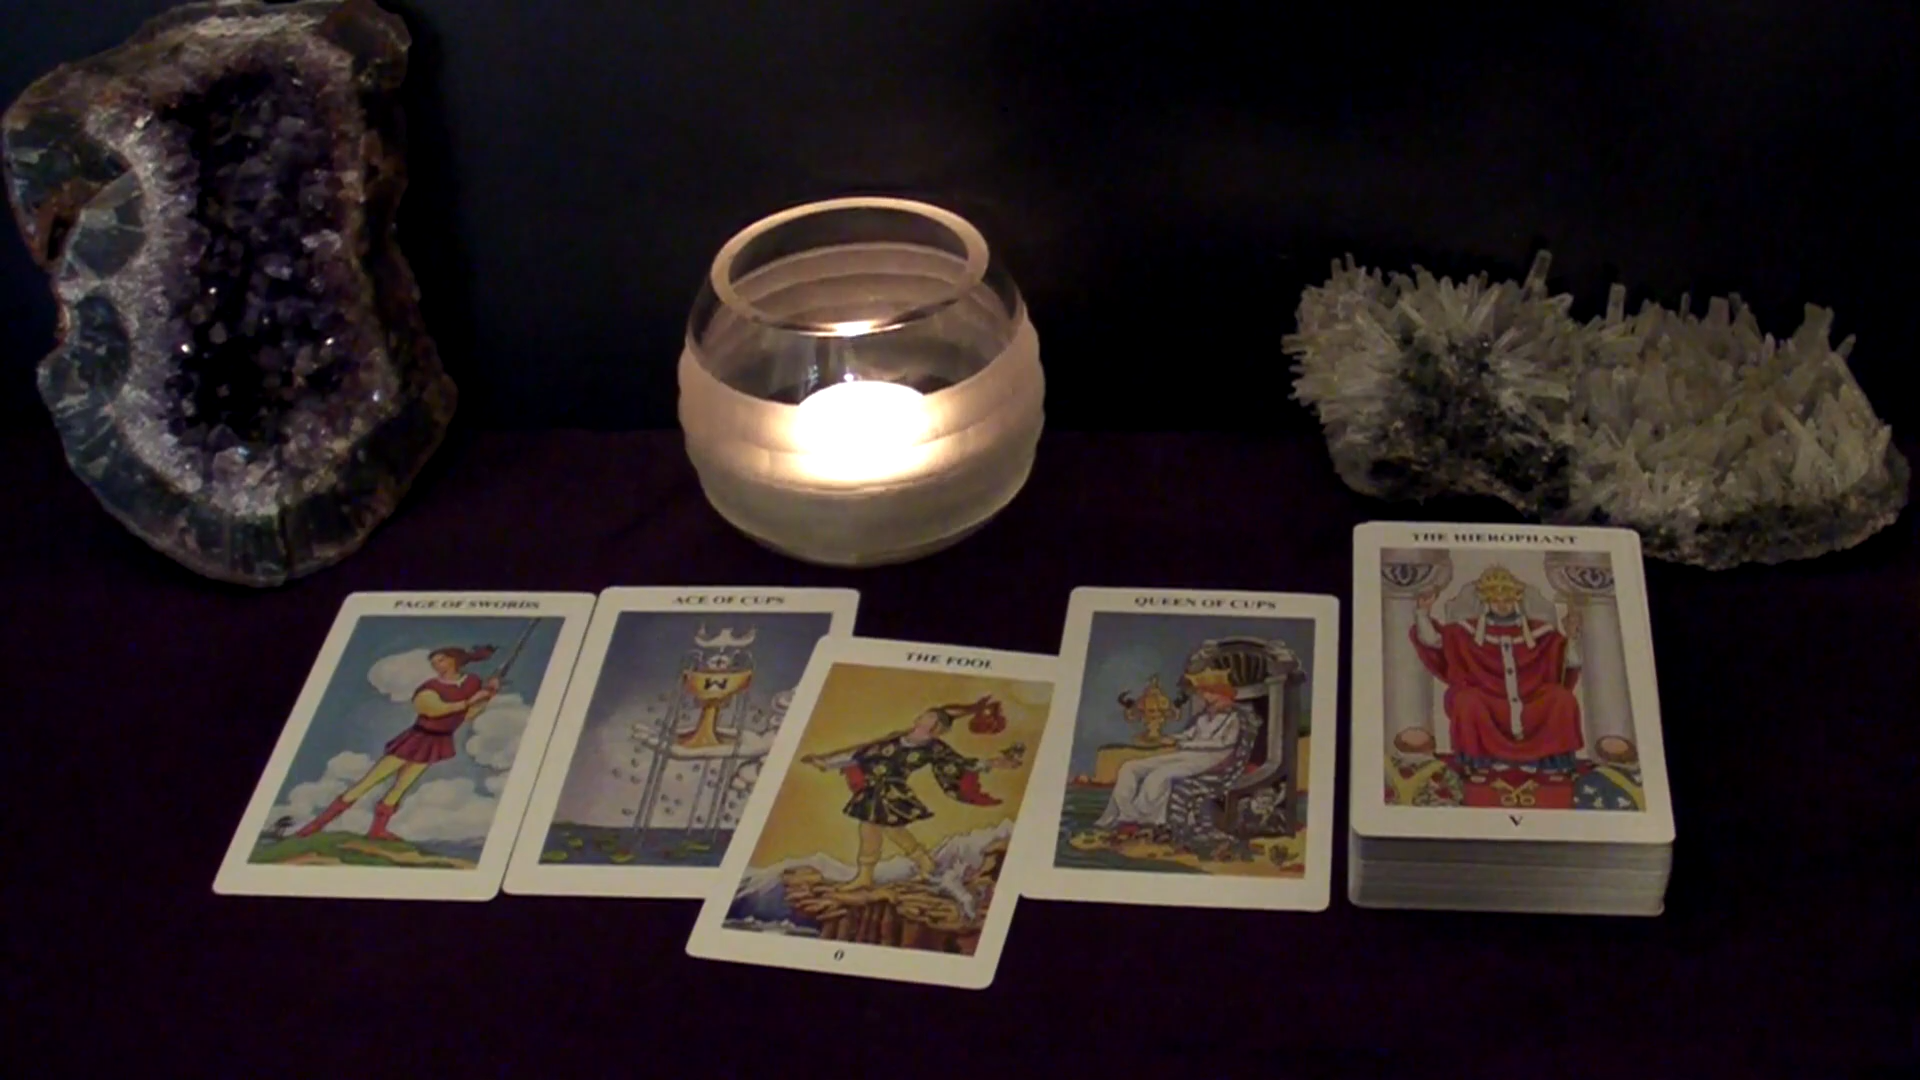 PAGE OF SWORDS
ACE OF CUPS
W
THE FOOL
0
QUEEN OF CUPS
THE HIEROPHANT
V